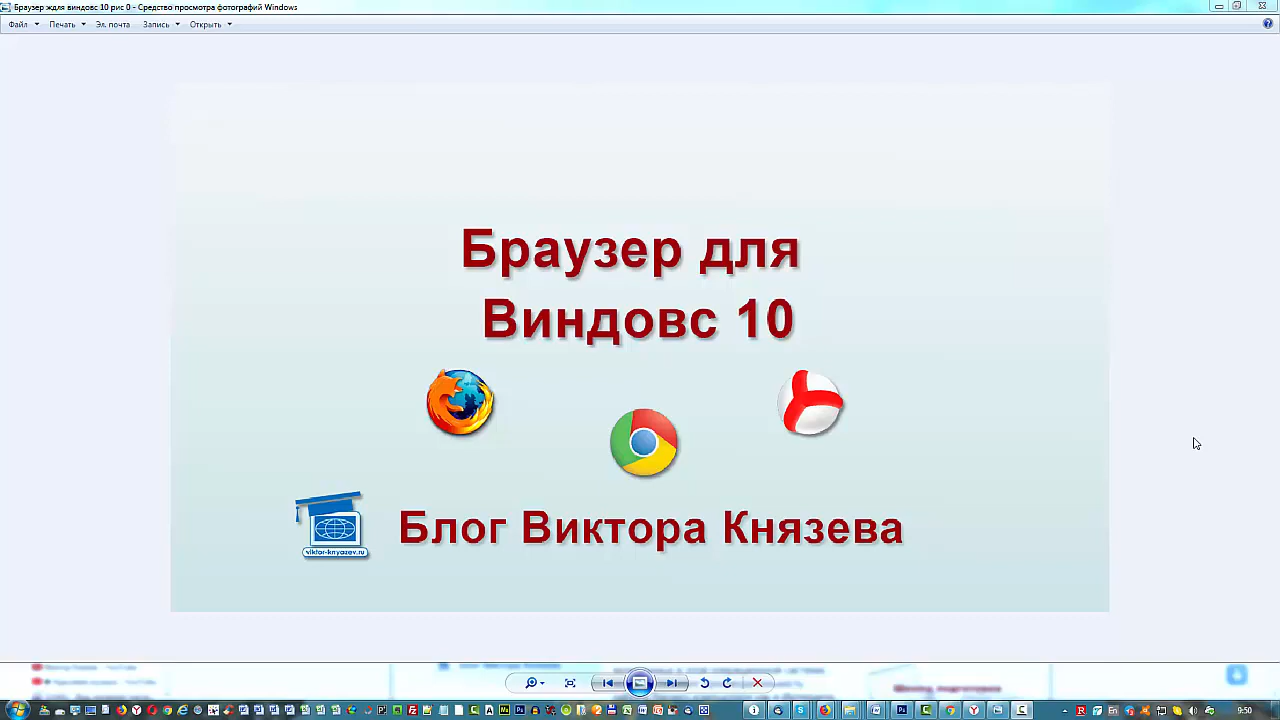 Браузер ждля виндовс 10 рис 0 - Средство просмотра фотографий Windows
Файл Печать Эл. почта Запись Открыть
Браузер для
Виндовс 10
viktor-knyazev.ru
Блог Виктора Князева
EN
9:50